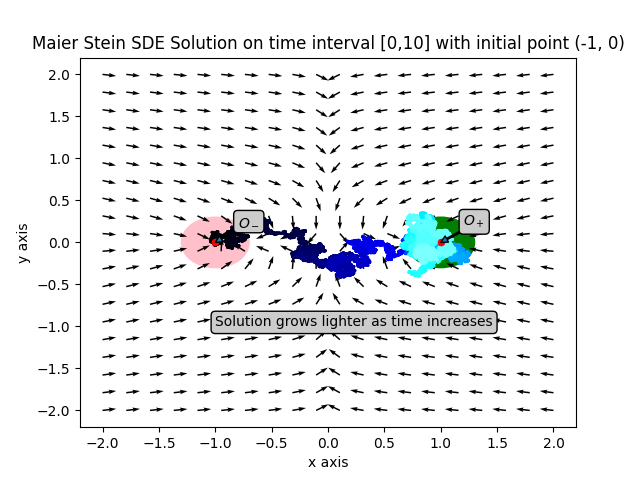 Maier Stein SDE Solution on time interval [0,10] with initial point (-1, 0)
2.0
1.5
1.0
0.5
0.0
−0.5
−1.0
−1.5
−2.0
y axis
O₋
O₊
Solution grows lighter as time increases
−2.0 −1.5 −1.0 −0.5 0.0 0.5 1.0 1.5 2.0
x axis